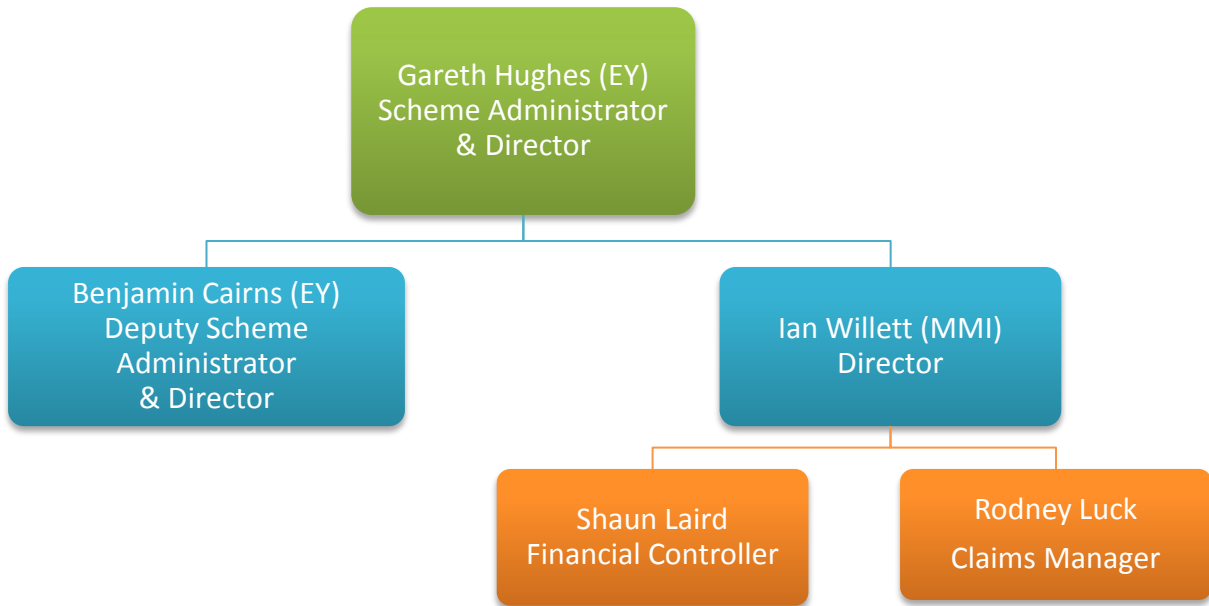 Gareth Hughes (EY)
Scheme Administrator
& Director
Benjamin Cairns (EY)
Deputy Scheme
Administrator
& Director
Ian Willett (MMI)
Director
Shaun Laird
Financial Controller
Rodney Luck
Claims Manager